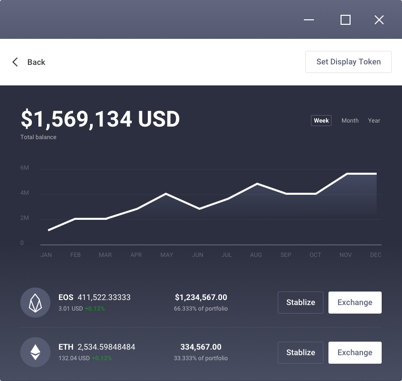 Back
Set Display Token
$1,569,134 USD
Total balance
Week Month Year
6M
4M
2M
0
JAN FEB MAR APR MAY JUN JUL AUG SEP OCT NOV DEC
EOS 411,522.33333
3.01 USD +0.12%
$1,234,567.00
66.333% of portfolio
Stablize
Exchange
ETH 2,534.59848484
132.04 USD +0.12%
334,567.00
33.333% of portfolio
Stablize
Exchange